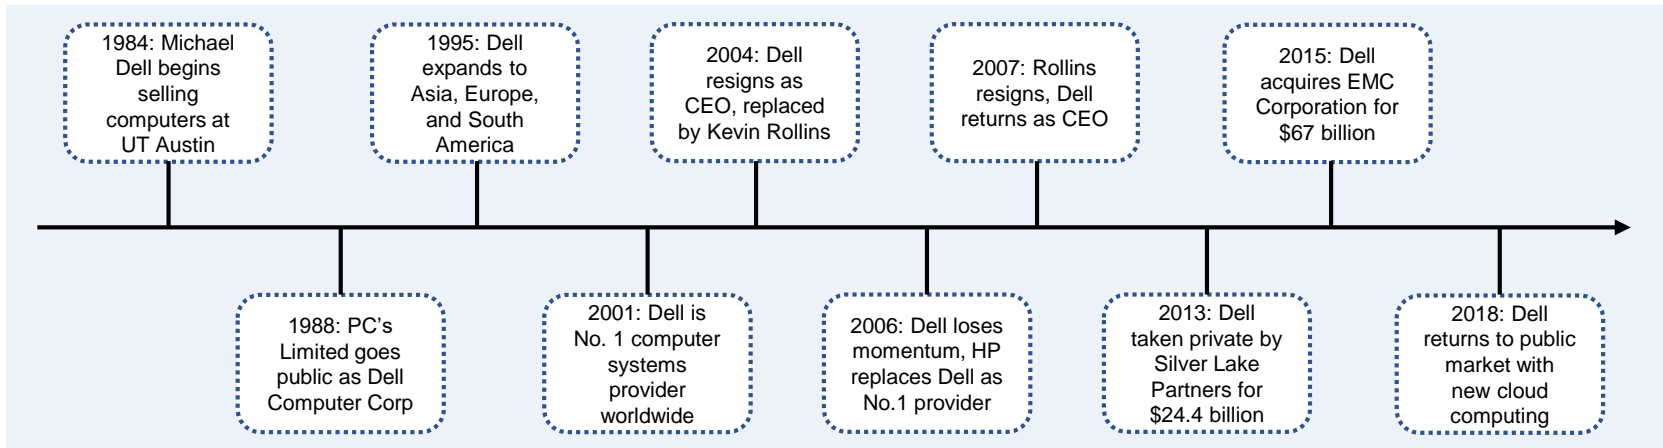 1984: Michael
Dell begins
selling
computers at
UT Austin
1988: PC’s
Limited goes
public as Dell
Computer Corp
1995: Dell
expands to
Asia, Europe,
and South
America
2001: Dell is
No. 1 computer
systems
provider
worldwide
2004: Dell
resigns as
CEO, replaced
by Kevin Rollins
2006: Dell loses
momentum, HP
replaces Dell as
No.1 provider
2007: Rollins
resigns, Dell
returns as CEO
2013: Dell
taken private by
Silver Lake
Partners for
$24.4 billion
2015: Dell
acquires EMC
Corporation for
$67 billion
2018: Dell
returns to public
market with
new cloud
computing